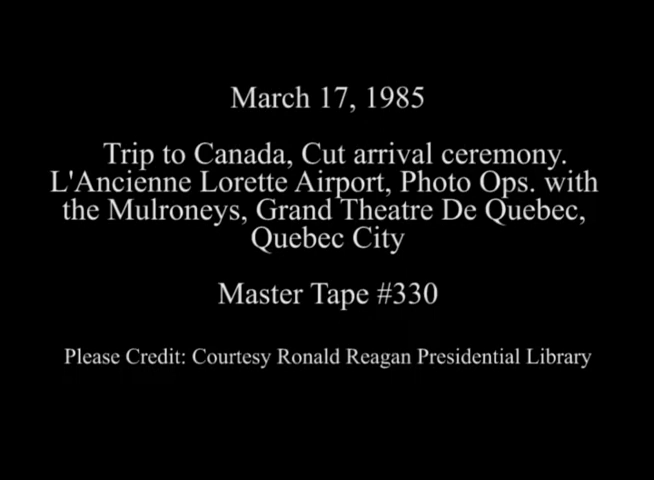 March 17, 1985
Trip to Canada, Cut arrival ceremony.
L'Ancienne Lorette Airport, Photo Ops. with
the Mulroneys, Grand Theatre De Quebec,
Quebec City
Master Tape #330
Please Credit: Courtesy Ronald Reagan Presidential Library